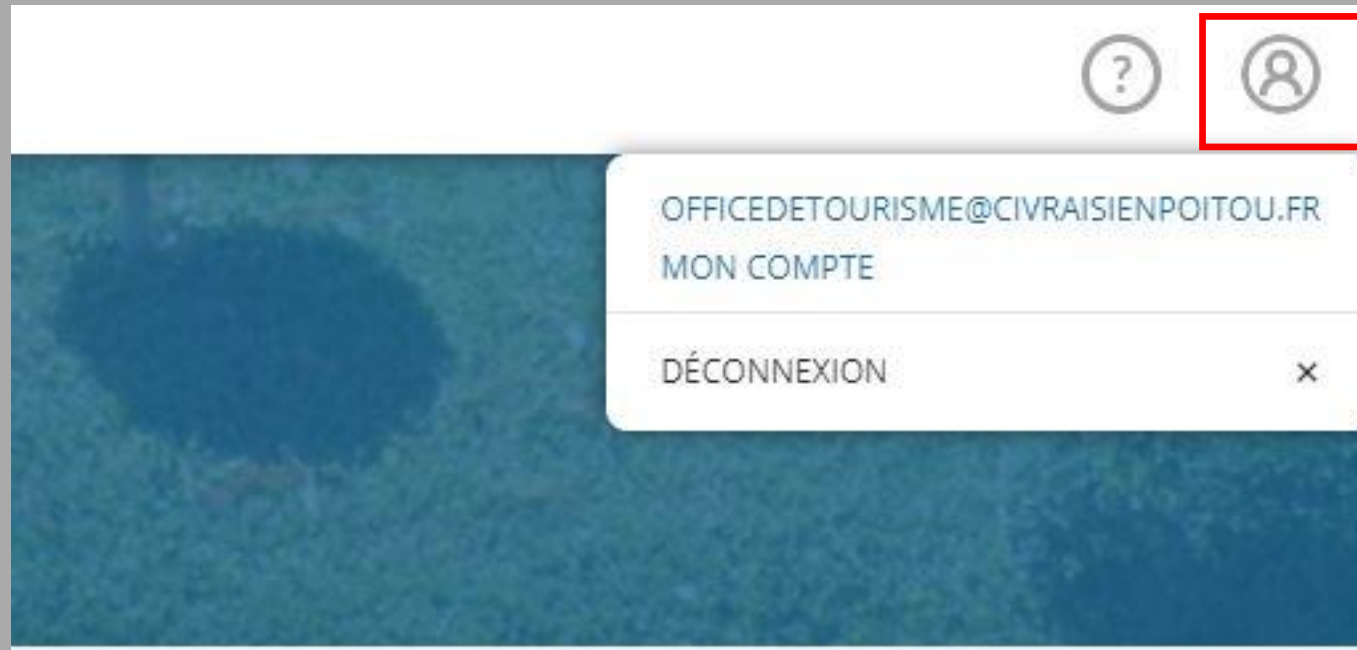 ?
OFFICEDETOURISME@CIVRAISIENPOITOU.FR
MON COMPTE
DÉCONNEXION ×